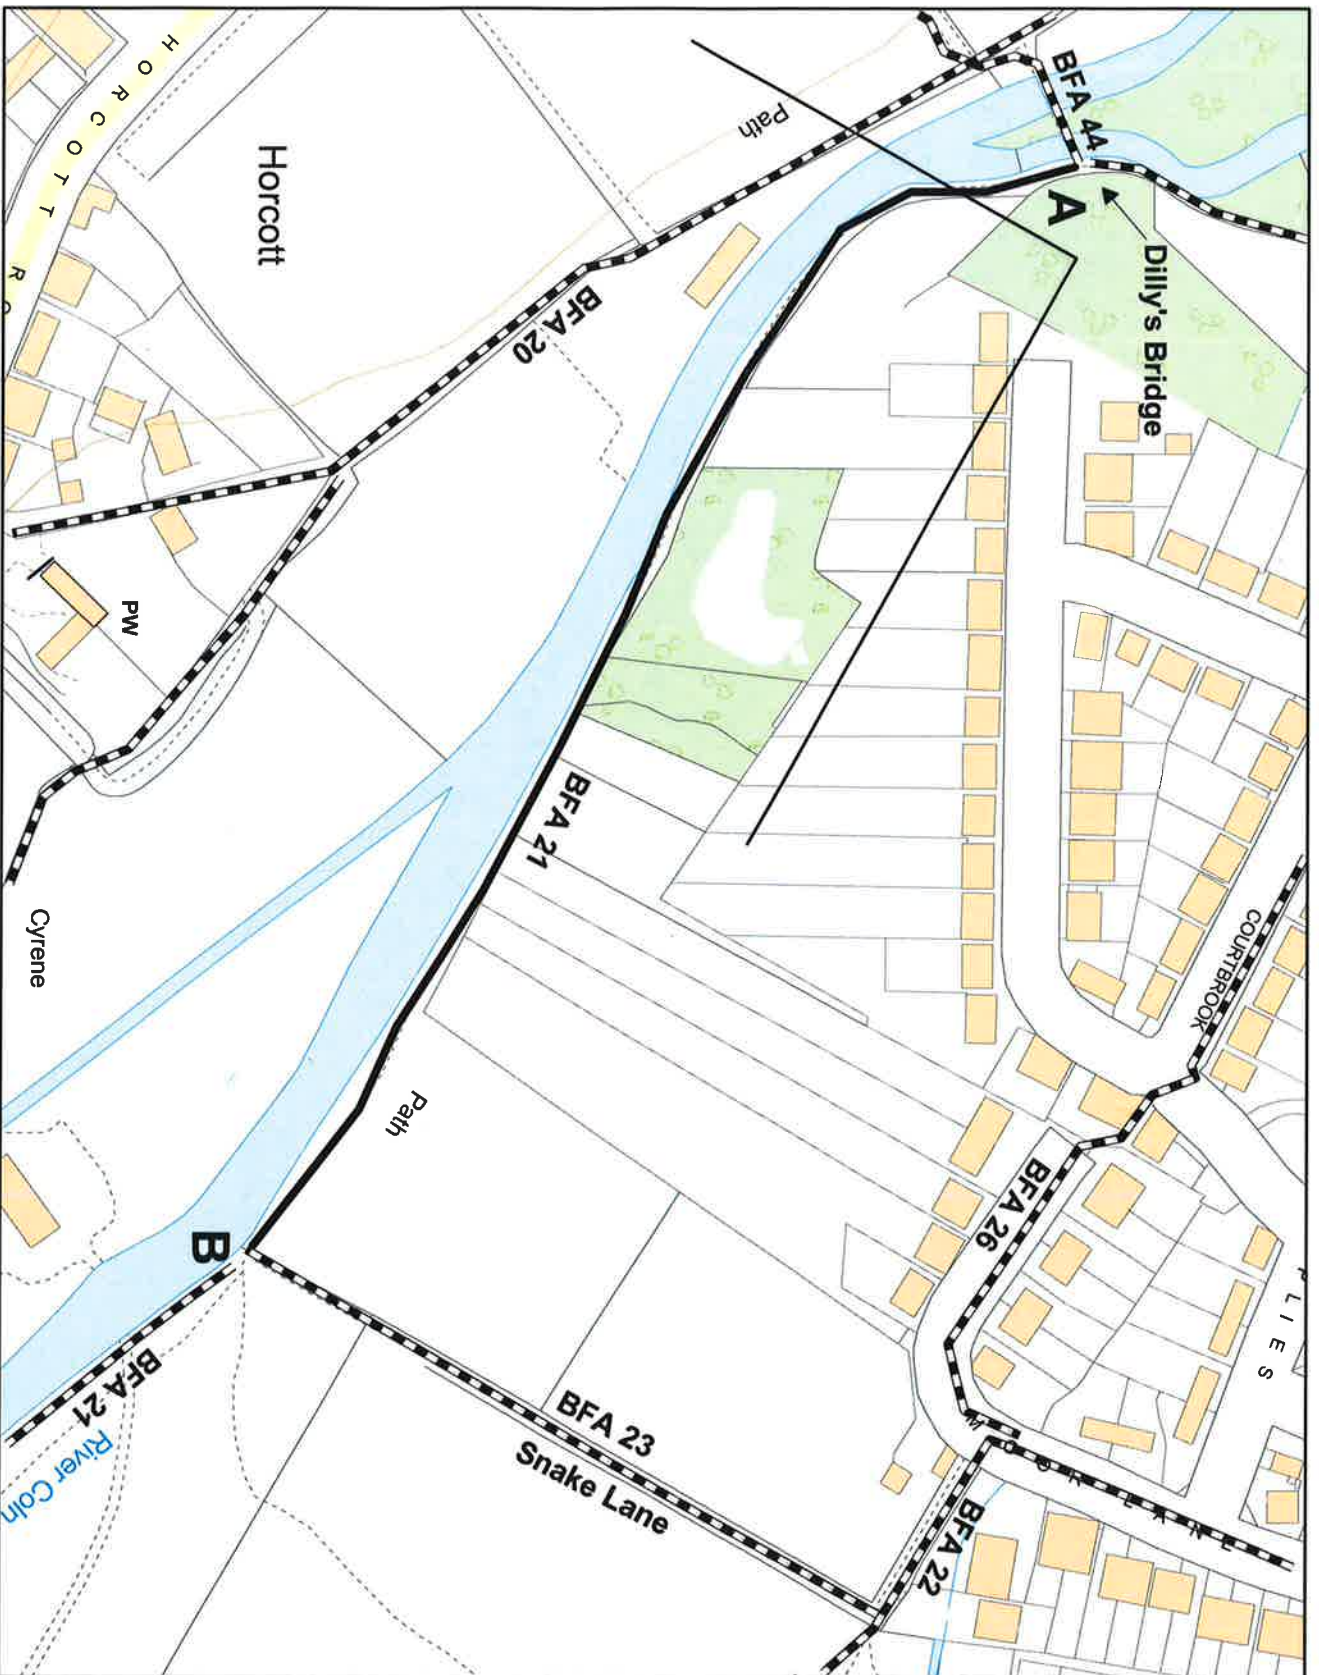 BFA 44
A
Dilly's Bridge
Path
HORCOTT
Horcott
BFA 20
PW
Cyrene
BFA 21
Path
B
BFA 21
River Coln
BFA 23
Snake Lane
BFA 22
BFA 26
COURTBROOK
PLIES
LANE